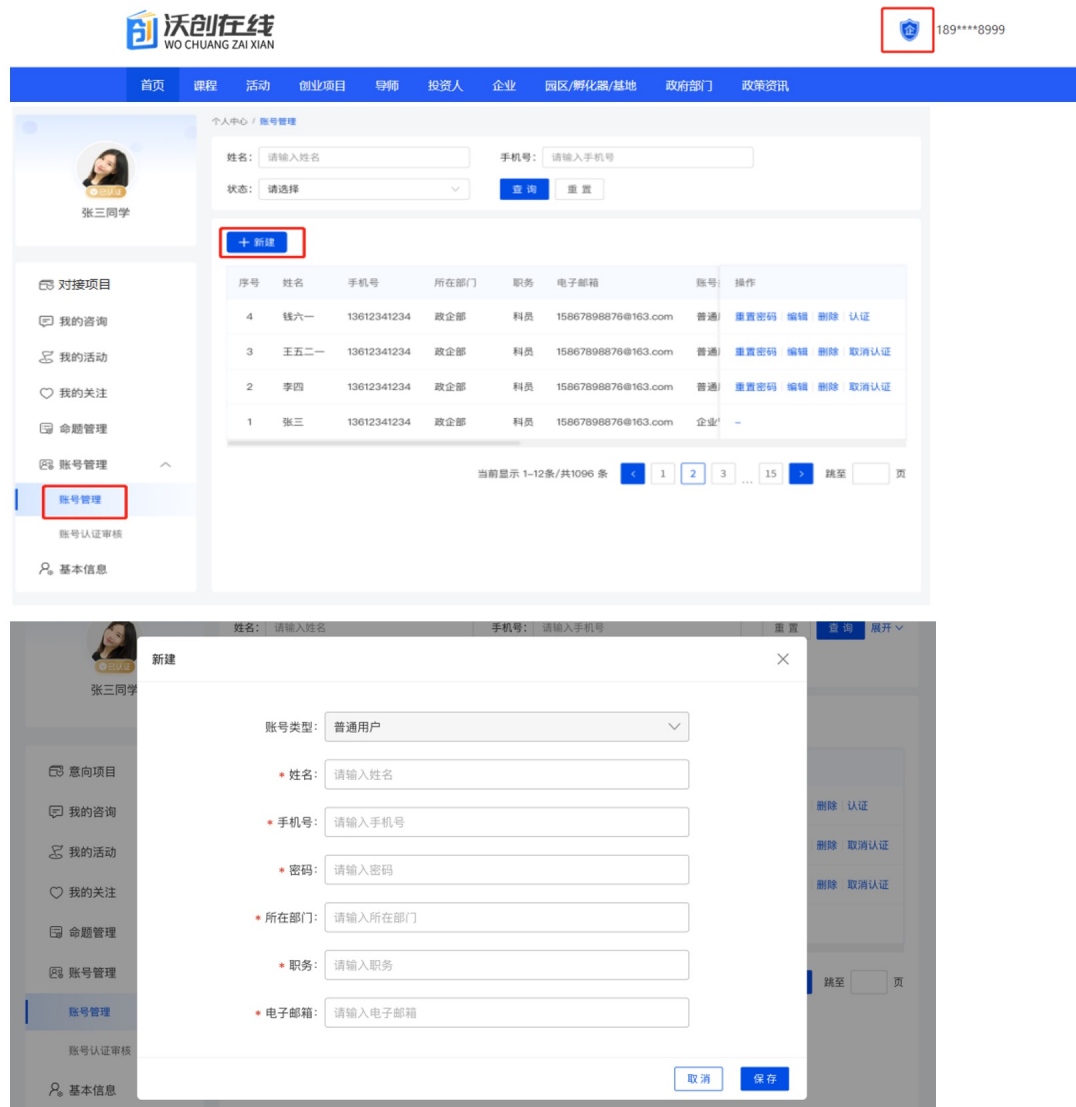 创 沃创在线
WO CHUANG ZAI XIAN
企 189****8999
首页 课程 活动 创业项目 导师 投资人 企业 园区/孵化器/基地 政府部门 政策资讯
个人中心 / 账号管理
已认证
张三同学
姓名： 请输入姓名 手机号： 请输入手机号
状态： 请选择 查 询 重 置
新建
序号 姓名 手机号 所在部门 职务 电子邮箱 账号 操作
4 钱六一 13612341234 政企部 科员 15867898876@163.com 普通 重置密码 编辑 删除 认证
3 王五二一 13612341234 政企部 科员 15867898876@163.com 普通 重置密码 编辑 删除 取消认证
2 李四 13612341234 政企部 科员 15867898876@163.com 普通 重置密码 编辑 删除 取消认证
1 张三 13612341234 政企部 科员 15867898876@163.com 企业 –
当前显示 1–12条/共1096 条 < 1 2 3 ... 15 > 跳至 页
对接项目
我的咨询
我的活动
我的关注
命题管理
账号管理
账号管理
账号认证审核
基本信息
姓名： 请输入姓名 手机号： 请输入手机号 重 置 查 询 展开
已认证
张三同学
意向项目
我的咨询
我的活动
我的关注
命题管理
账号管理
账号管理
账号认证审核
基本信息
新建
账号类型： 普通用户
* 姓名： 请输入姓名
* 手机号： 请输入手机号
* 密码： 请输入密码
* 所在部门： 请输入所在部门
* 职务： 请输入职务
* 电子邮箱： 请输入电子邮箱
取 消 保 存
删除 认证
删除 取消认证
删除 取消认证
跳至 页